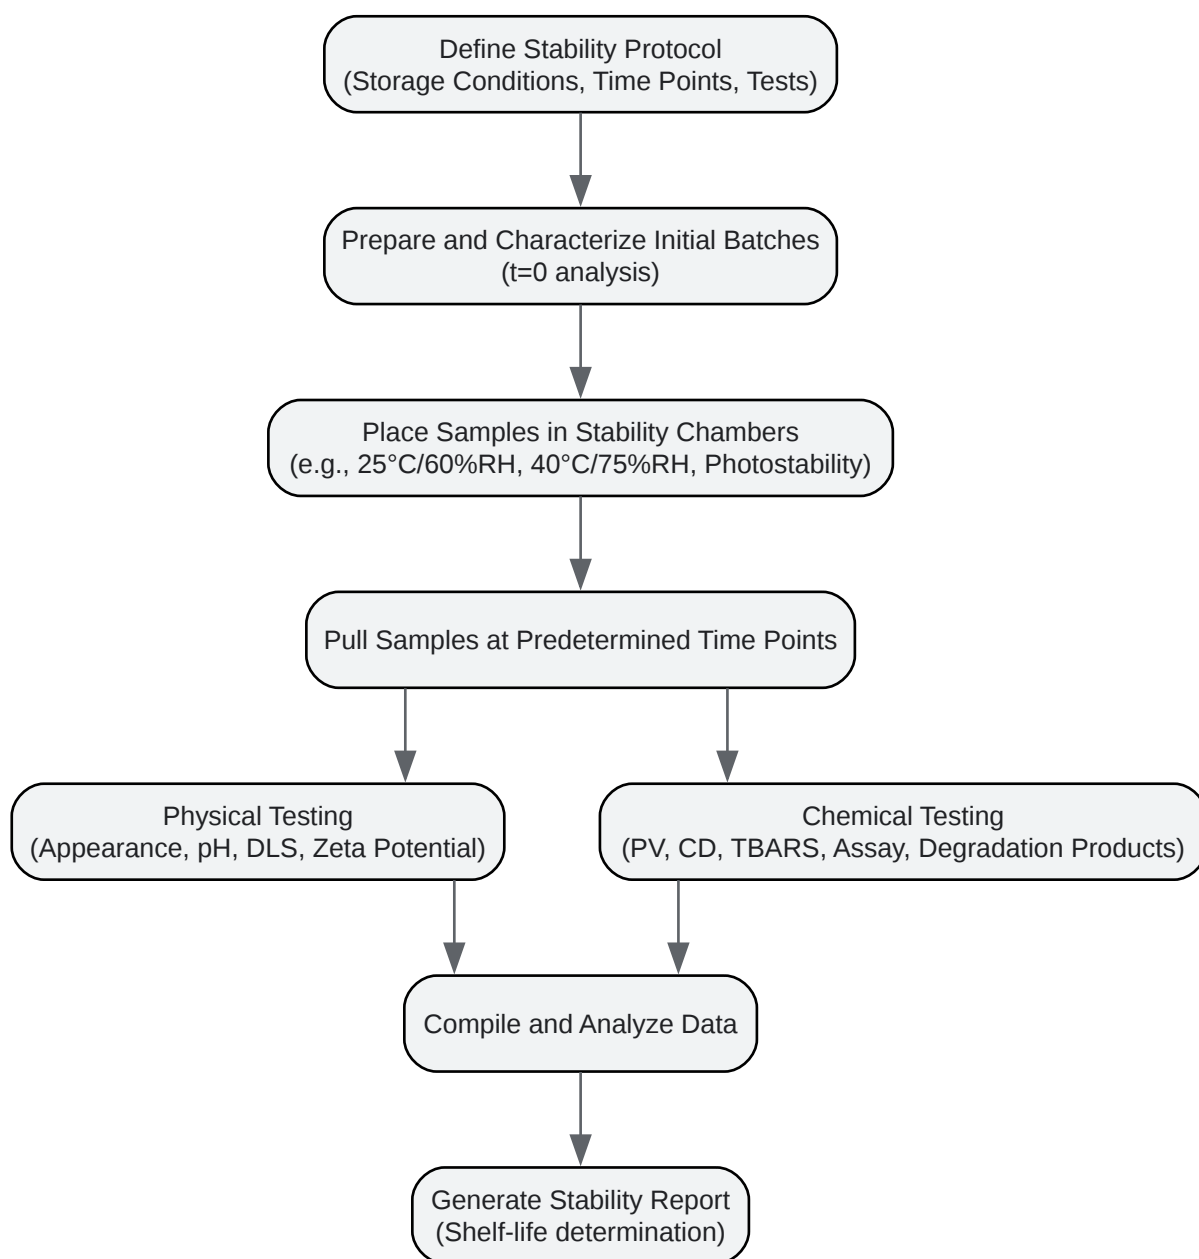 Define Stability Protocol
(Storage Conditions, Time Points, Tests)
Prepare and Characterize Initial Batches
(t=0 analysis)
Place Samples in Stability Chambers
(e.g., 25°C/60%RH, 40°C/75%RH, Photostability)
Pull Samples at Predetermined Time Points
Physical Testing
(Appearance, pH, DLS, Zeta Potential)
Chemical Testing
(PV, CD, TBARS, Assay, Degradation Products)
Compile and Analyze Data
Generate Stability Report
(Shelf-life determination)